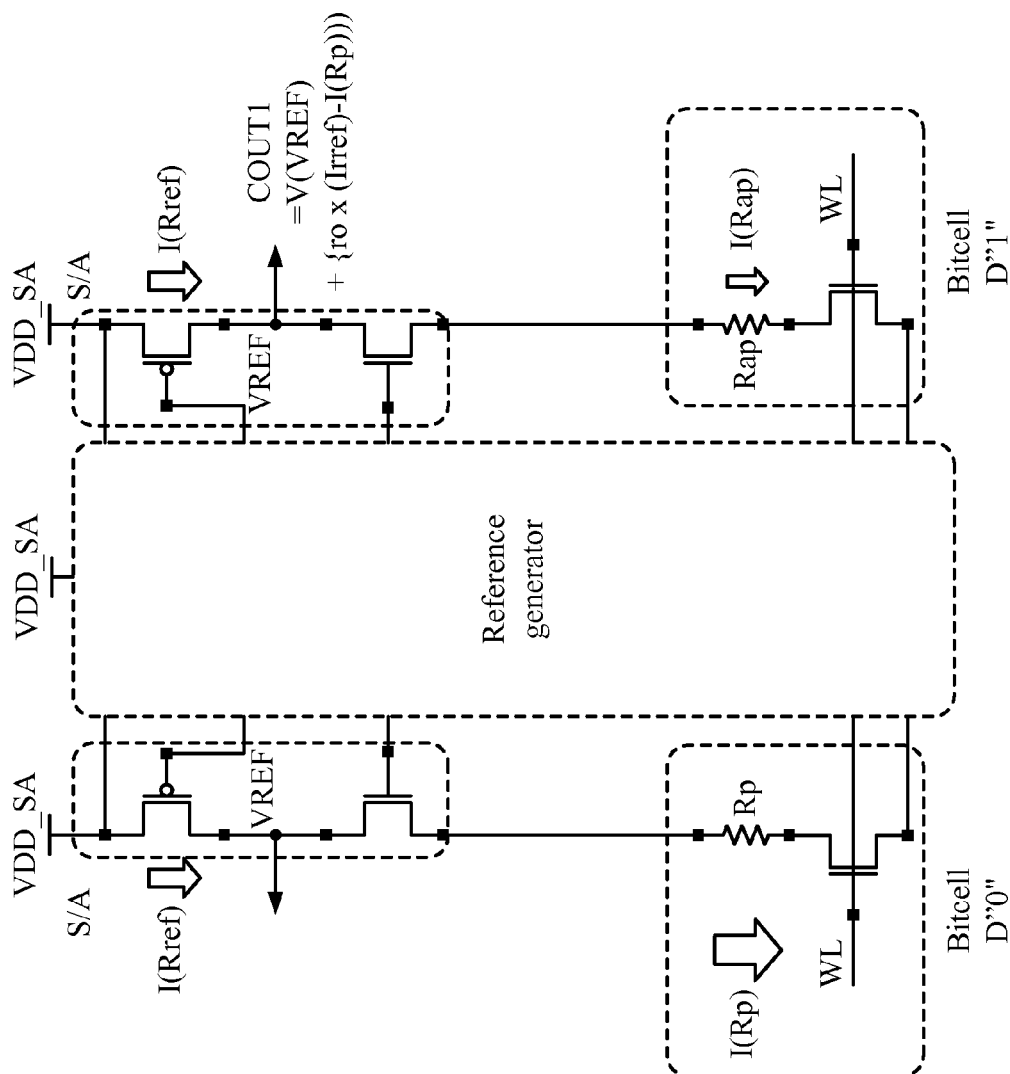 VDD_SA
VDD_SA
VDD_SA
S/A
S/A
I(Rref)
I(Rref)
VREF
VREF
COUT1
=V(VREF)
+ {ro x (Irref)-I(Rp)))
Reference
generator
I(Rp)
Rp
WL
Bitcell
D"0"
Rap
I(Rap)
WL
Bitcell
D"1"